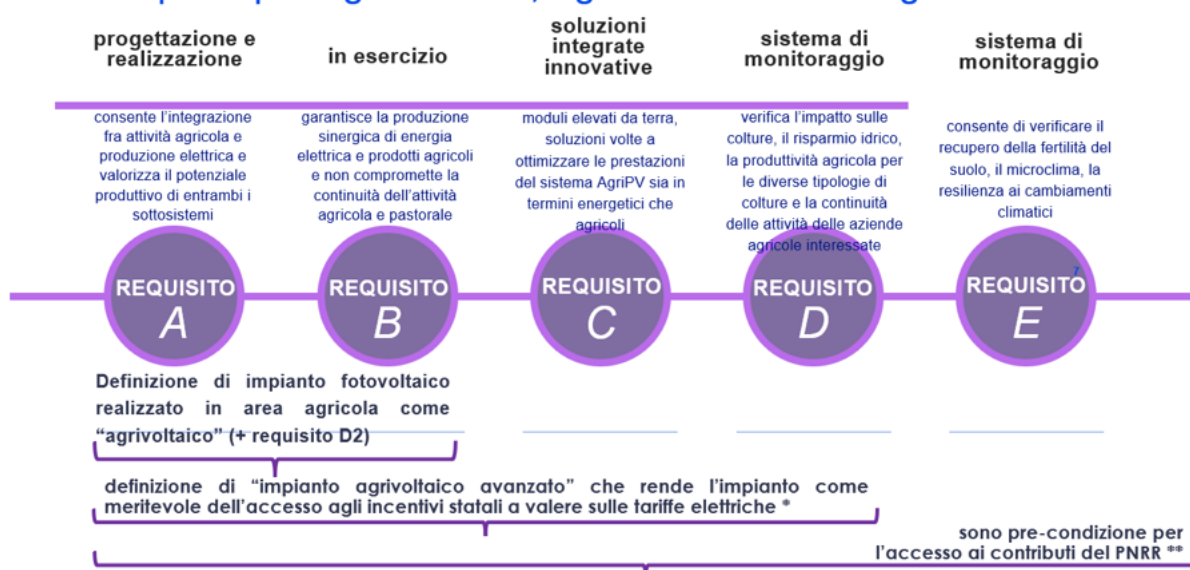 progettazione e
realizzazione
in esercizio
soluzioni
integrate
innovative
sistema di
monitoraggio
sistema di
monitoraggio
consente l'integrazione
fra attività agricola e
produzione elettrica e
valorizza il potenziale
produttivo di entrambi i
sottosistemi
garantisce la produzione
sinergica di energia
elettrica e prodotti agricoli
e non compromette la
continuità dell'attività
agricola e pastorale
moduli elevati da terra,
soluzioni volte a
ottimizzare le prestazioni
del sistema AgriPV sia in
termini energetici che
agricoli
verifica l'impatto sulle
colture, il risparmio idrico,
la produttività agricola per
le diverse tipologie di
colture e la continuità
delle attività delle aziende
agricole interessate
consente di verificare il
recupero della fertilità del
suolo, il microclima, la
resilienza ai cambiamenti
climatici
7
REQUISITO
A
REQUISITO
B
REQUISITO
C
REQUISITO
D
REQUISITO
E
Definizione di impianto fotovoltaico
realizzato in area agricola come
"agrivoltaico" (+ requisito D2)
definizione di "impianto agrivoltaico avanzato" che rende l'impianto come
meritevole dell'accesso agli incentivi statali a valere sulle tariffe elettriche *
sono pre-condizione per
l'accesso ai contributi del PNRR **